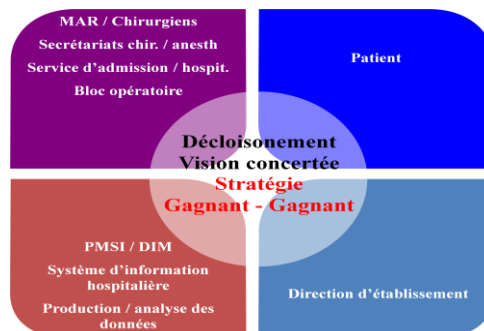 MAR / Chirurgiens
Secrétariats chir. / anesth
Service d’admission / hospit.
Bloc opératoire
Patient
Décloisonement
Vision concertée
Stratégie
Gagnant - Gagnant
PMSI / DIM
Système d’information
hospitalière
Production / analyse des
données
Direction d’établissement